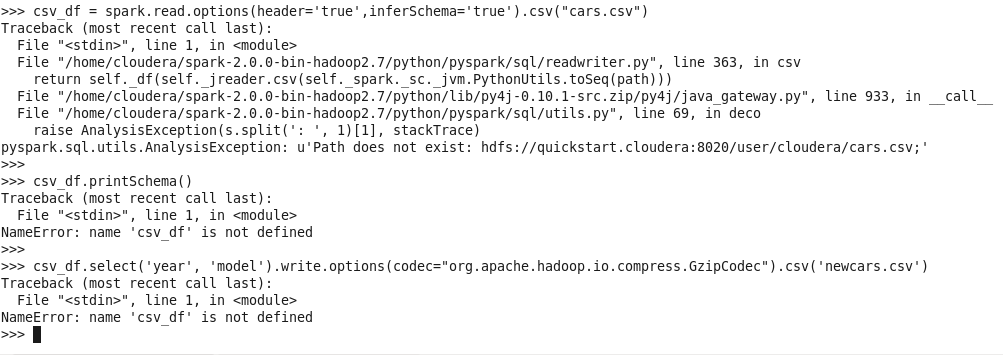 >>> csv_df = spark.read.options(header='true',inferSchema='true').csv("cars.csv")
Traceback (most recent call last):
  File "<stdin>", line 1, in <module>
  File "/home/cloudera/spark-2.0.0-bin-hadoop2.7/python/pyspark/sql/readwriter.py", line 363, in csv
    return self._df(self._jreader.csv(self._spark._sc._jvm.PythonUtils.toSeq(path)))
  File "/home/cloudera/spark-2.0.0-bin-hadoop2.7/python/lib/py4j-0.10.1-src.zip/py4j/java_gateway.py", line 933, in __call__
  File "/home/cloudera/spark-2.0.0-bin-hadoop2.7/python/pyspark/sql/utils.py", line 69, in deco
    raise AnalysisException(s.split(': ', 1)[1], stackTrace)
pyspark.sql.utils.AnalysisException: u'Path does not exist: hdfs://quickstart.cloudera:8020/user/cloudera/cars.csv;'
>>>
>>> csv_df.printSchema()
Traceback (most recent call last):
  File "<stdin>", line 1, in <module>
NameError: name 'csv_df' is not defined
>>>
>>> csv_df.select('year', 'model').write.options(codec="org.apache.hadoop.io.compress.GzipCodec").csv('newcars.csv')
Traceback (most recent call last):
  File "<stdin>", line 1, in <module>
NameError: name 'csv_df' is not defined
>>>